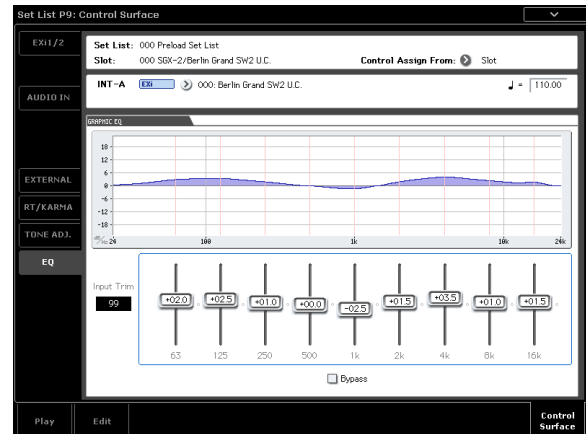 Set List P9: Control Surface
EXi1/2
AUDIO IN
EXTERNAL
RT/KARMA
TONE ADJ.
EQ
Set List: 000 Preload Set List
Slot: 000 SGX-2/Berlin Grand SW2 U.C. Control Assign From: Slot
INT-A EXi 000: Berlin Grand SW2 U.C. ♩ = 110.00
GRAPHIC EQ
18
12
6
0
-6
-12
-18
dB/Hz 24 100 1k 10k 24k
Input Trim
99
+02.0 +02.5 +01.0 +00.0 -02.5 +01.5 +03.5 +01.0 +01.5
63 125 250 500 1k 2k 4k 8k 16k
Bypass
Play Edit Control Surface